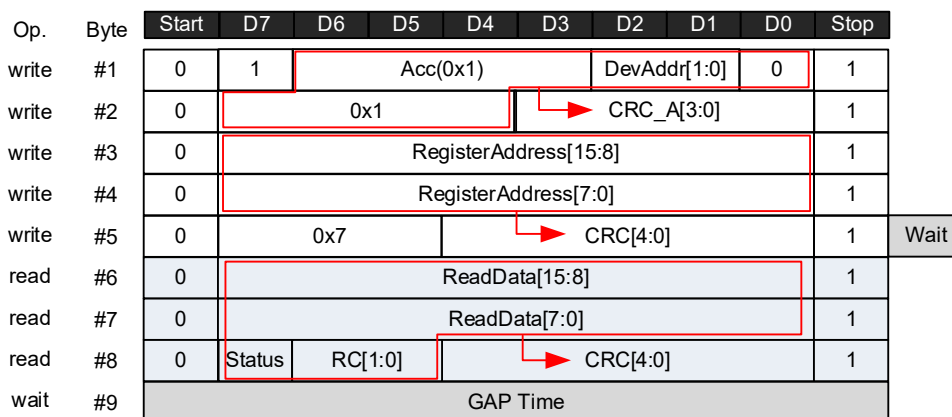 Op. Byte Start D7 D6 D5 D4 D3 D2 D1 D0 Stop
write #1 0 1 Acc(0x1) DevAddr[1:0] 0 1
write #2 0 0x1 CRC_A[3:0] 1
write #3 0 RegisterAddress[15:8] 1
write #4 0 RegisterAddress[7:0] 1
write #5 0 0x7 CRC[4:0] 1 Wait
read #6 0 ReadData[15:8] 1
read #7 0 ReadData[7:0] 1
read #8 0 Status RC[1:0] CRC[4:0] 1
wait #9 GAP Time